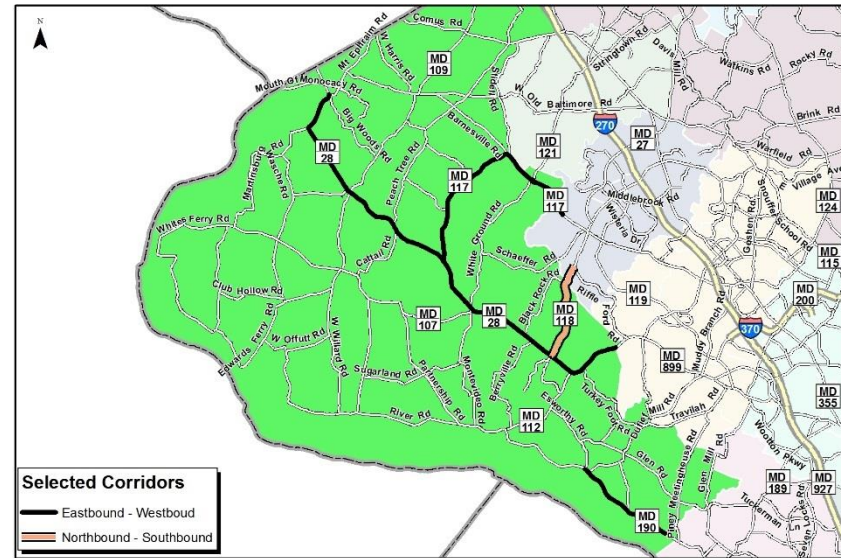 N
Comus Rd
Mt Ephraim Rd
W Harris Rd
MD
109
Slidell Rd
Stringtown Rd
Davis Mill Rd
Watkins Rd
Rocky Rd
Mouth Of Monocacy Rd
W Old
Baltimore Rd
Brink Rd
Big Woods Rd
Barnesville Rd
270
MD
27
Warfield Rd
MD
121
MD
28
Martinsburg Rd
Wasche Rd
Peach Tree Rd
MD
117
MD
117
Middlebrook Rd
Wisteria Dr
Village Ave
Snouffer School Rd
Goshen Rd
MD
124
MD
115
Whites Ferry Rd
White Ground Rd
Schaeffer Rd
Cattail Rd
Black Rock Rd
Riffle
Ford Rd
MD
119
MD
200
Club Hollow Rd
MD
118
MD
107
MD
28
Muddy Branch Rd
370
Edwards Ferry Rd
W Offutt Rd
W Willard Rd
Berryville Rd
MD
899
MD
355
Sugarland Rd
Partnership Rd
Montevideo Rd
Turkey Foot Rd
Dufief Mill Rd
Travilah Rd
River Rd
MD
112
Esworthy Rd
Glen Rd
Piney Meetinghouse Rd
Glen Mill Rd
Wootton Pkwy
MD
189
MD
927
Tuckerman Ln
Seven Locks Rd
MD
190
Selected Corridors
Eastbound - Westboud
Northbound - Southbound